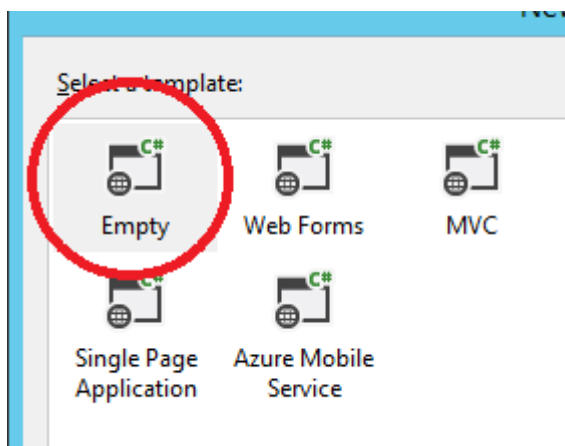 Select a template:
C# C# C#
Empty Web Forms MVC
C# C#
Single Page Azure Mobile
Application Service